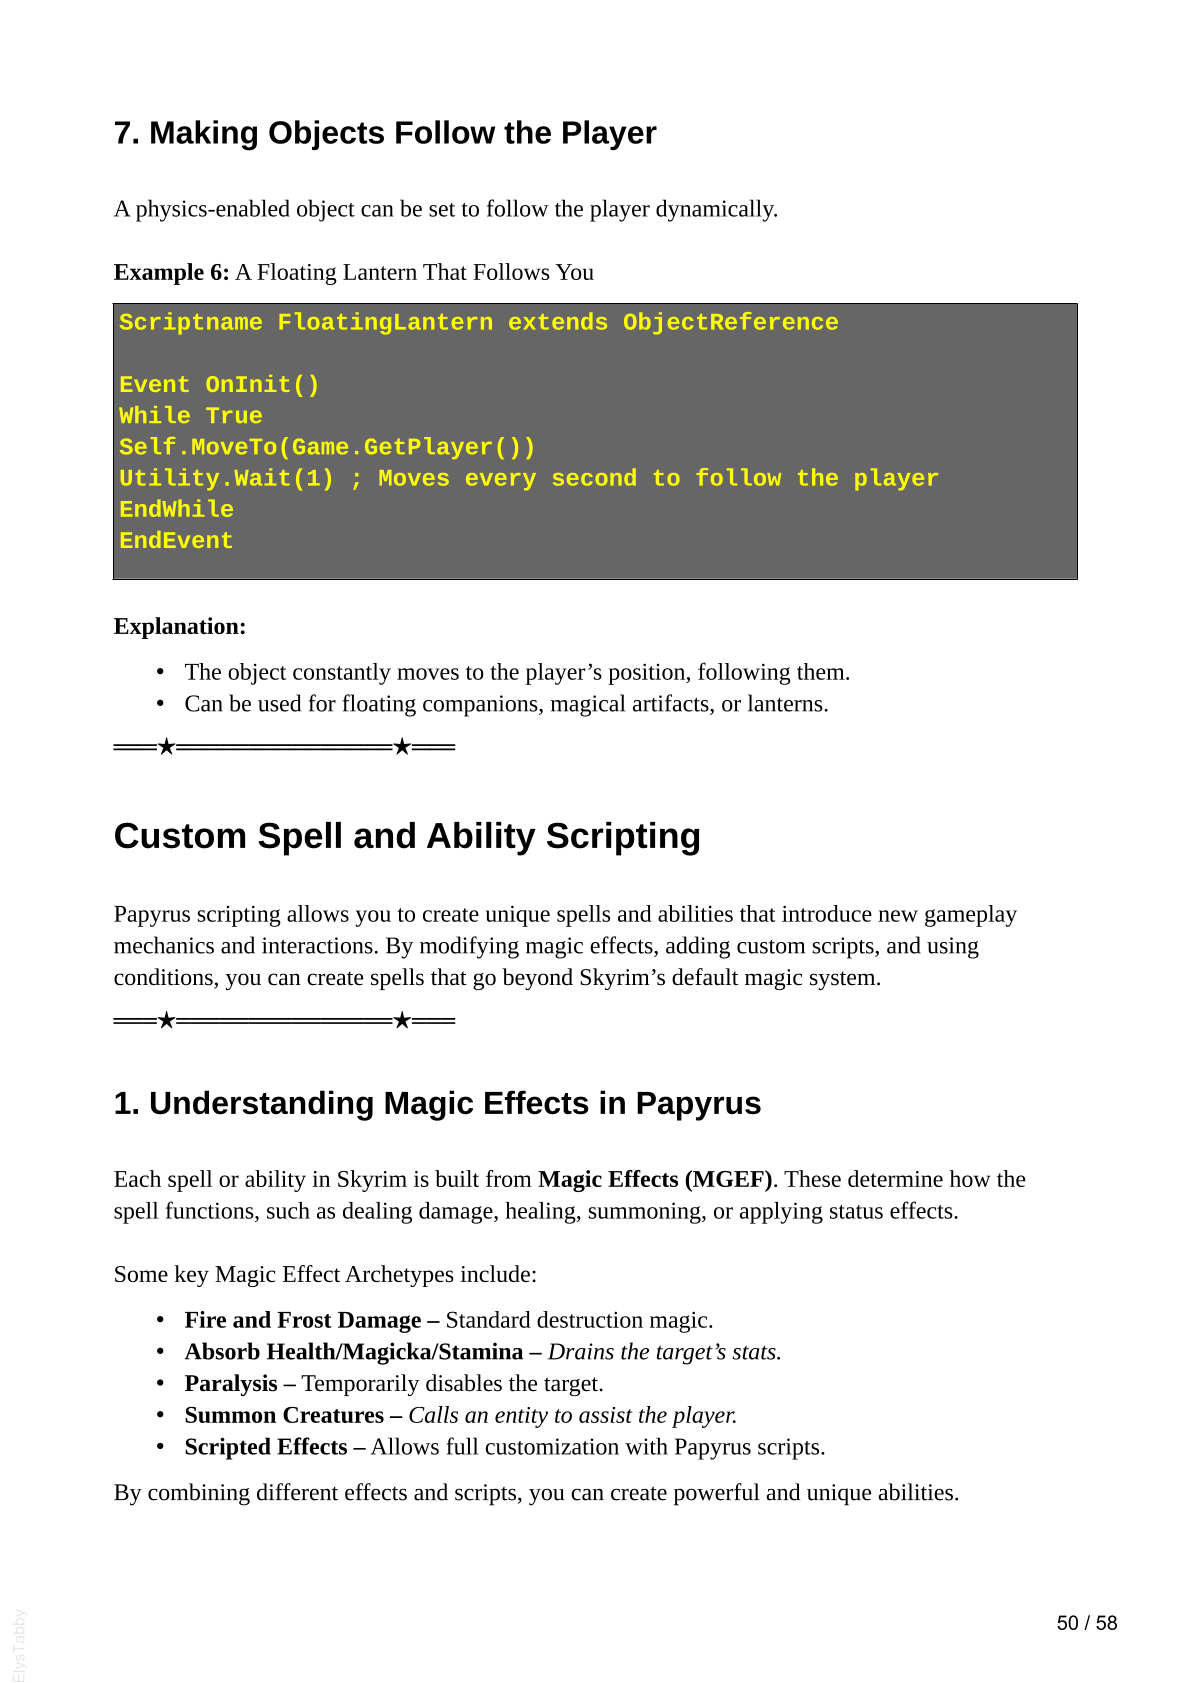 7. Making Objects Follow the Player
A physics-enabled object can be set to follow the player dynamically.
Example 6: A Floating Lantern That Follows You
Scriptname FloatingLantern extends ObjectReference
Event OnInit()
While True
Self.MoveTo(Game.GetPlayer())
Utility.Wait(1) ; Moves every second to follow the player
EndWhile
EndEvent
Explanation:
• The object constantly moves to the player’s position, following them.
• Can be used for floating companions, magical artifacts, or lanterns.
═══★═══════════════★═══
Custom Spell and Ability Scripting
Papyrus scripting allows you to create unique spells and abilities that introduce new gameplay
mechanics and interactions. By modifying magic effects, adding custom scripts, and using
conditions, you can create spells that go beyond Skyrim’s default magic system.
═══★═══════════════★═══
1. Understanding Magic Effects in Papyrus
Each spell or ability in Skyrim is built from Magic Effects (MGEF). These determine how the
spell functions, such as dealing damage, healing, summoning, or applying status effects.
Some key Magic Effect Archetypes include:
• Fire and Frost Damage – Standard destruction magic.
• Absorb Health/Magicka/Stamina – Drains the target’s stats.
• Paralysis – Temporarily disables the target.
• Summon Creatures – Calls an entity to assist the player.
• Scripted Effects – Allows full customization with Papyrus scripts.
By combining different effects and scripts, you can create powerful and unique abilities.
50 / 58
ElysTabby